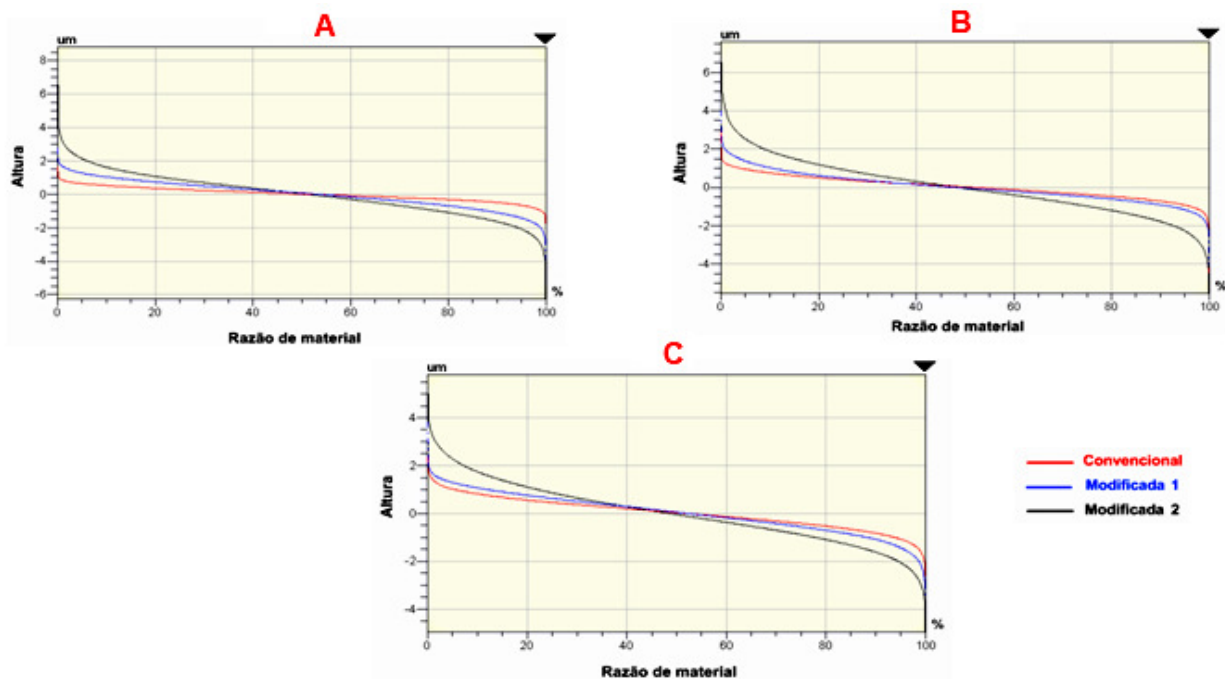 A
um
8
6
4
2
0
-2
-4
-6
Altura
0 20 40 60 80 100
%
Razão de material
B
um
6
4
2
0
-2
-4
Altura
0 20 40 60 80 100
%
Razão de material
C
um
4
2
0
-2
-4
Altura
0 20 40 60 80 100
%
Razão de material
Convencional
Modificada 1
Modificada 2